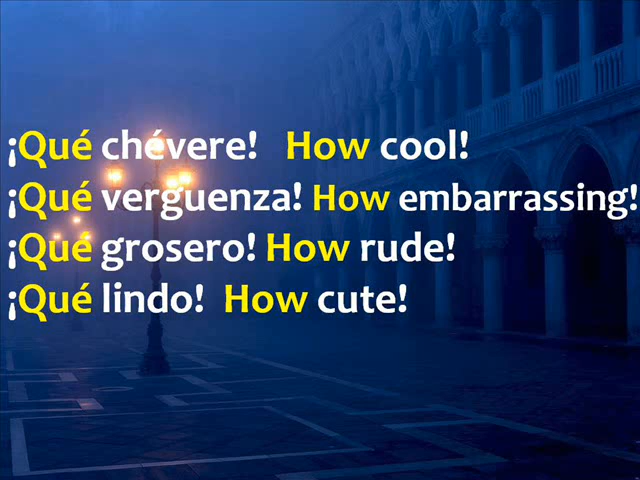 ¡Qué chévere! How cool!
¡Qué verguenza! How embarrassing!
¡Qué grosero! How rude!
¡Qué lindo! How cute!